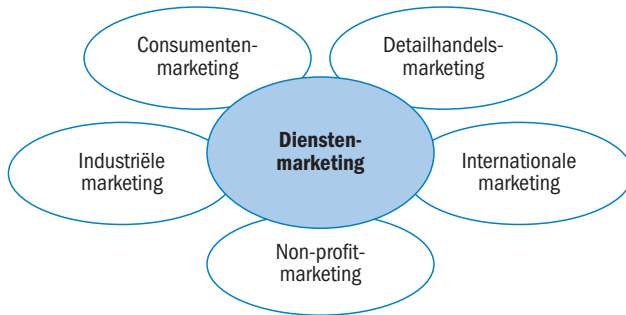 Consumenten-
marketing
Detailhandels-
marketing
Diensten-
marketing
Industriële
marketing
Internationale
marketing
Non-profit-
marketing